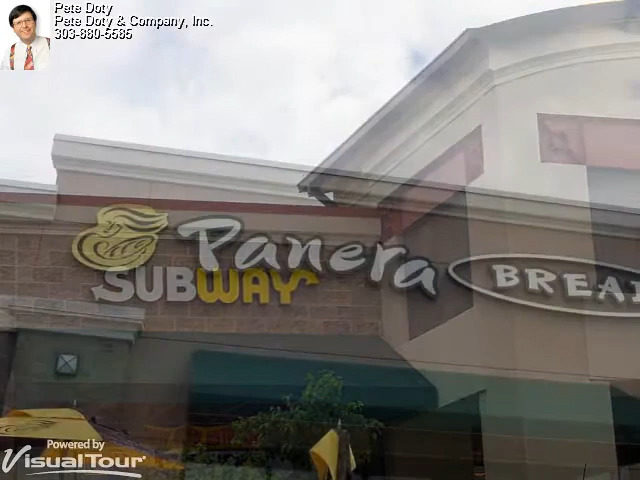 Pete Doty
Pete Doty & Company, Inc.
303-880-5585
Panera
BREA
SUBWAY
Powered by
VISUALTOUR